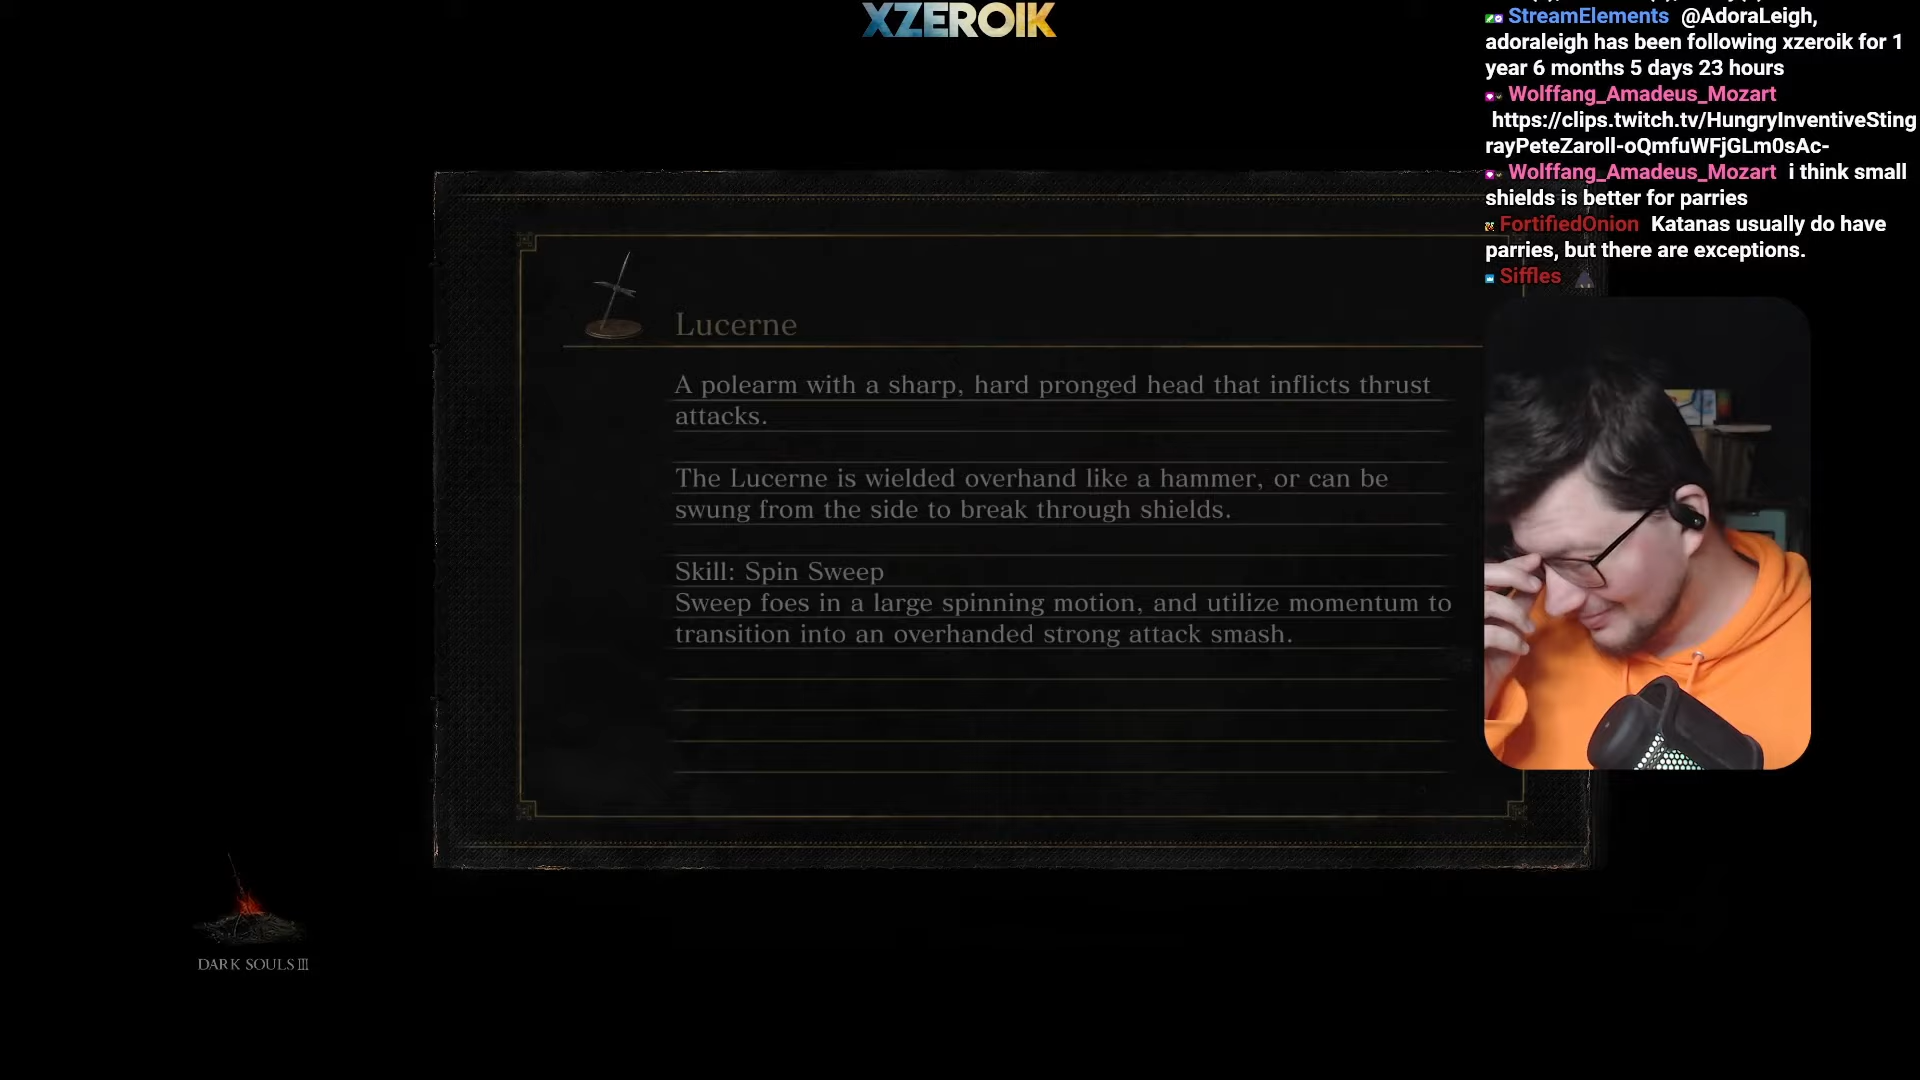 XZEROIK
StreamElements @AdoraLeigh,
adoraleigh has been following xzeroik for 1
year 6 months 5 days 23 hours
Wolffang_Amadeus_Mozart
https://clips.twitch.tv/HungryInventiveSting
rayPeteZaroll-oQmfuWFjGLm0sAc-
Wolffang_Amadeus_Mozart i think small
shields is better for parries
FortifiedOnion Katanas usually do have
parries, but there are exceptions.
Siffles
Lucerne
A polearm with a sharp, hard pronged head that inflicts thrust
attacks.
The Lucerne is wielded overhand like a hammer, or can be
swung from the side to break through shields.
Skill: Spin Sweep
Sweep foes in a large spinning motion, and utilize momentum to
transition into an overhanded strong attack smash.
DARK SOULS III